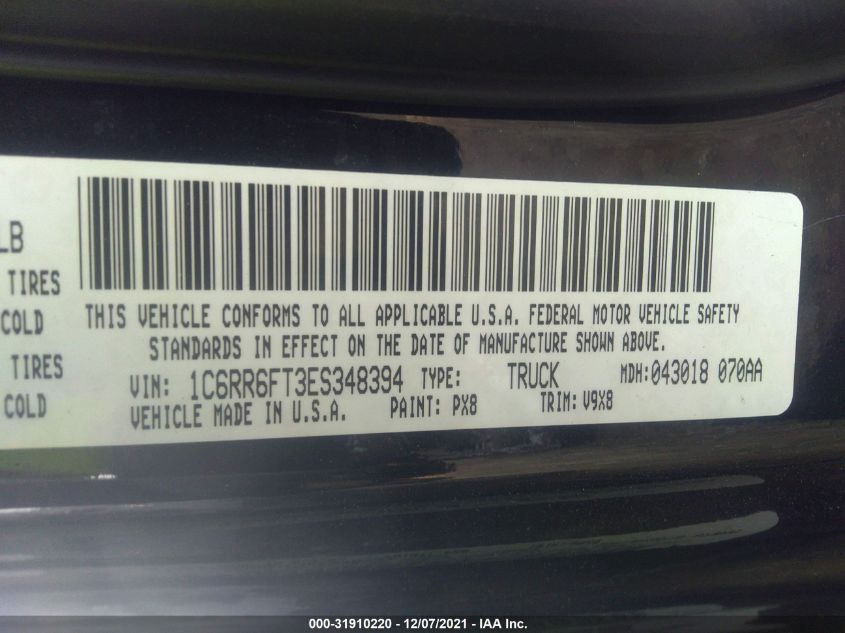 LB
TIRES
COLD
TIRES
COLD
THIS VEHICLE CONFORMS TO ALL APPLICABLE U.S.A. FEDERAL MOTOR VEHICLE SAFETY
STANDARDS IN EFFECT ON THE DATE OF MANUFACTURE SHOWN ABOVE.
VIN: 1C6RR6FT3ES348394 TYPE: TRUCK MDH:043018 070AA
VEHICLE MADE IN U.S.A. PAINT: PX8 TRIM: V9X8
000-31910220 - 12/07/2021 - IAA Inc.